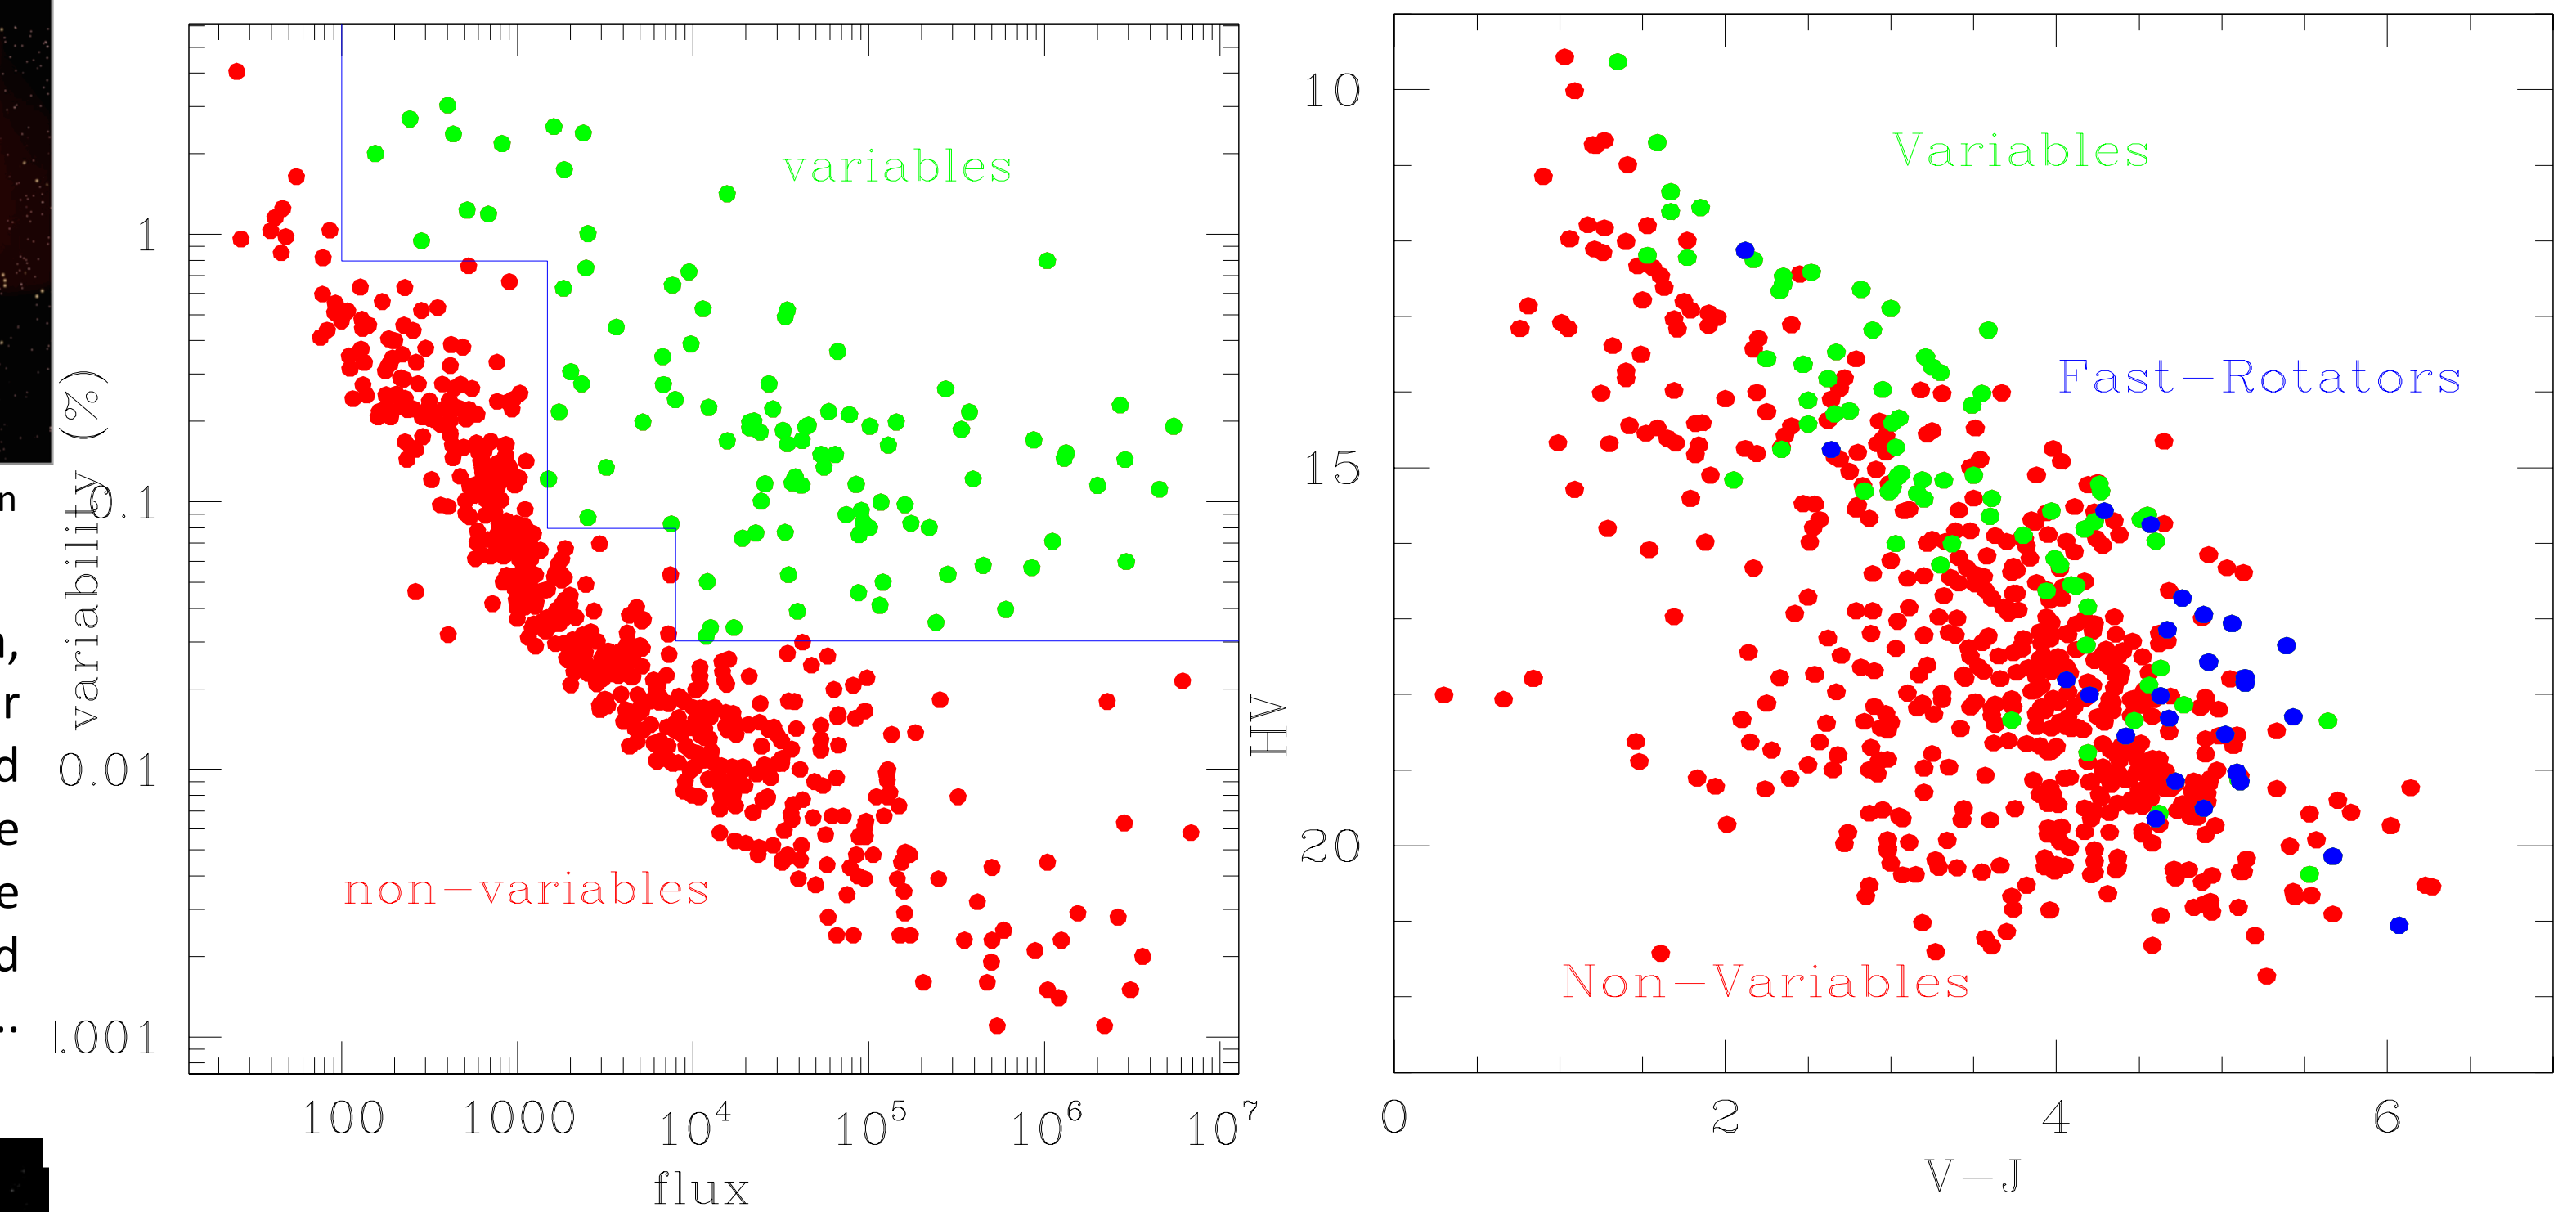 n
,
r
d
e
e
d
..
variability (%)
1
0.1
0.01
.001
variables
non-variables
100 1000 10⁴ 10⁵ 10⁶ 10⁷
flux
HV
10
15
20
Variables
Fast-Rotators
Non-Variables
0 2 4 6
V-J